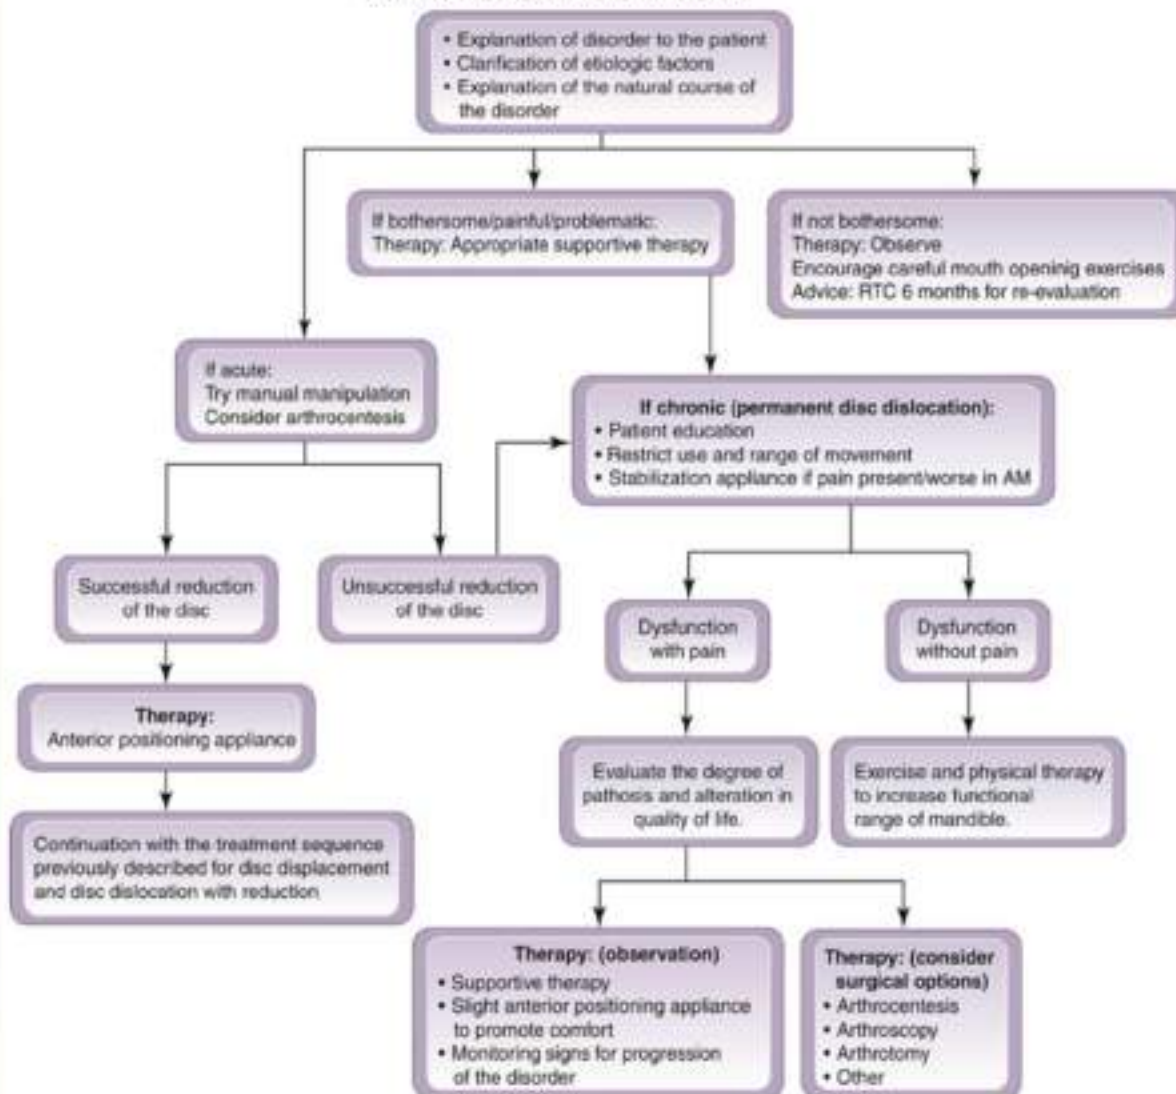 • Explanation of disorder to the patient
• Clarification of etiologic factors
• Explanation of the natural course of
the disorder
If bothersome/painful/problematic:
Therapy: Appropriate supportive therapy
If not bothersome:
Therapy: Observe
Encourage careful mouth openinig exercises
Advice: RTC 6 months for re-evaluation
If acute:
Try manual manipulation
Consider arthrocentesis
If chronic (permanent disc dislocation):
• Patient education
• Restrict use and range of movement
• Stabilization appliance if pain present/worse in AM
Successful reduction
of the disc
Unsuccessful reduction
of the disc
Dysfunction
with pain
Dysfunction
without pain
Therapy:
Anterior positioning appliance
Evaluate the degree of
pathosis and alteration in
quality of life.
Exercise and physical therapy
to increase functional
range of mandible.
Continuation with the treatment sequence
previously described for disc displacement
and disc dislocation with reduction
Therapy: (observation)
• Supportive therapy
• Slight anterior positioning appliance
to promote comfort
• Monitoring signs for progression
of the disorder
Therapy: (consider
surgical options)
• Arthrocentesis
• Arthroscopy
• Arthrotomy
• Other